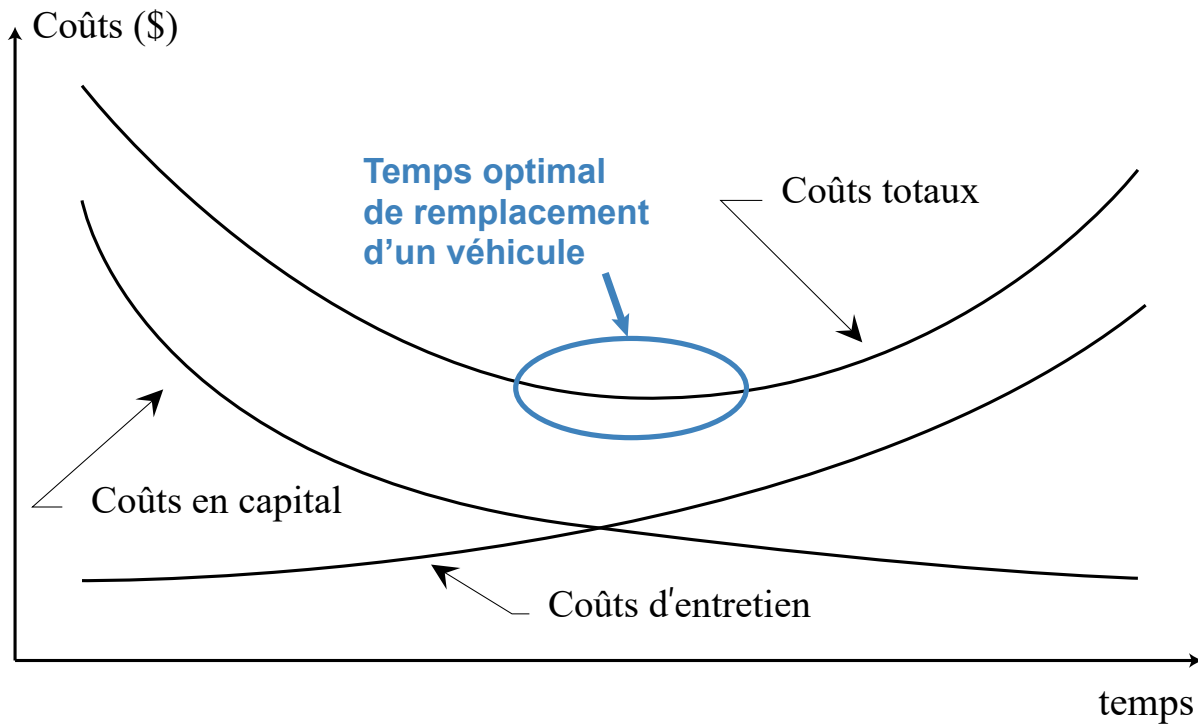 Coûts ($)
Temps optimal
de remplacement
d’un véhicule
Coûts totaux
Coûts en capital
Coûts d'entretien
temps